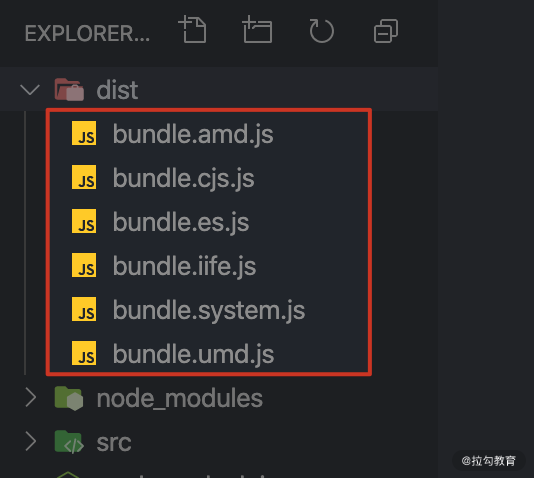 EXPLORER...
dist
JS bundle.amd.js
JS bundle.cjs.js
JS bundle.es.js
JS bundle.iife.js
JS bundle.system.js
JS bundle.umd.js
node_modules
src
@拉勾教育